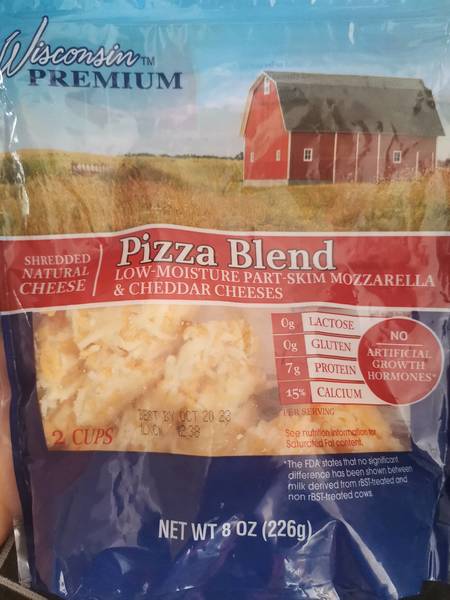 Wisconsin™
PREMIUM
SHREDDED
NATURAL
CHEESE
Pizza Blend
LOW-MOISTURE PART-SKIM MOZZARELLA
& CHEDDAR CHEESES
0g LACTOSE
0g GLUTEN
7g PROTEIN
15% CALCIUM
PER SERVING
NO
ARTIFICIAL
GROWTH
HORMONES*
See nutrition information for
Saturated Fat content.
BEST BY OCT 20 23
12:38
2 CUPS
*The FDA states that no significant
difference has been shown between
milk derived from rBST-treated and
non rBST-treated cows.
NET WT 8 OZ (226g)